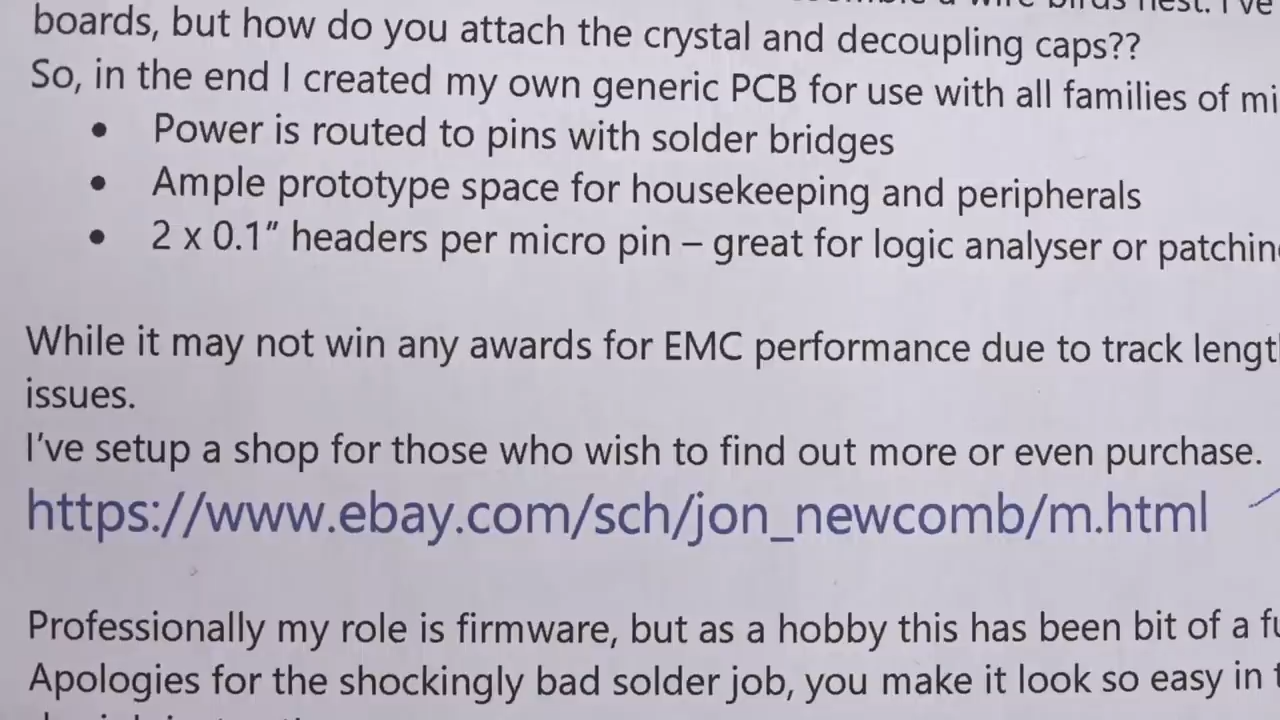 nest. I've
boards, but how do you attach the crystal and decoupling caps??
So, in the end I created my own generic PCB for use with all families of mi
• Power is routed to pins with solder bridges
• Ample prototype space for housekeeping and peripherals
• 2 x 0.1” headers per micro pin – great for logic analyser or patching
While it may not win any awards for EMC performance due to track lengt
issues.
I’ve setup a shop for those who wish to find out more or even purchase.
https://www.ebay.com/sch/jon_newcomb/m.html
Professionally my role is firmware, but as a hobby this has been bit of a fu
Apologies for the shockingly bad solder job, you make it look so easy in t